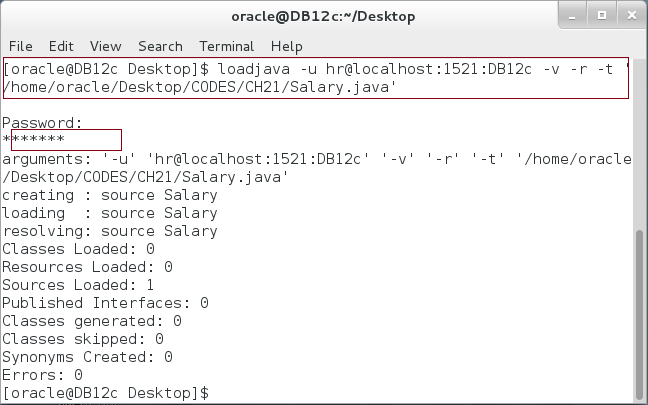 oracle@DB12c:~/Desktop
File Edit View Search Terminal Help
[oracle@DB12c Desktop]$ loadjava -u hr@localhost:1521:DB12c -v -r -t '
/home/oracle/Desktop/CODES/CH21/Salary.java'
Password:
*******
arguments: '-u' 'hr@localhost:1521:DB12c' '-v' '-r' '-t' '/home/oracle
/Desktop/CODES/CH21/Salary.java'
creating : source Salary
loading  : source Salary
resolving: source Salary
Classes Loaded: 0
Resources Loaded: 0
Sources Loaded: 1
Published Interfaces: 0
Classes generated: 0
Classes skipped: 0
Synonyms Created: 0
Errors: 0
[oracle@DB12c Desktop]$